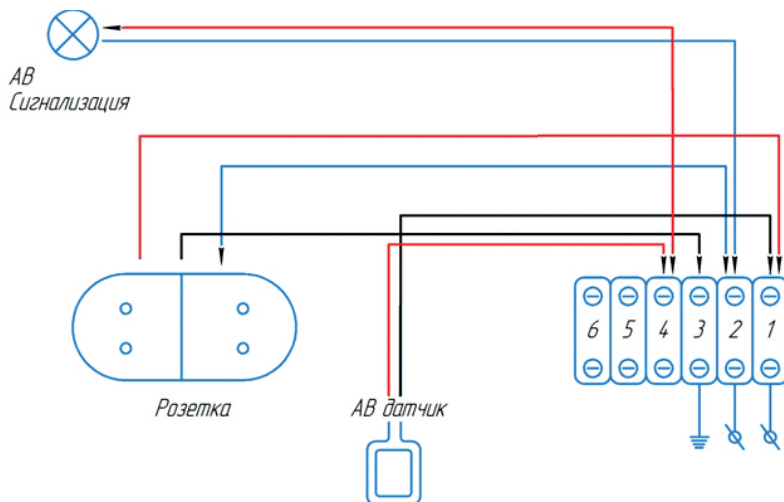 АВ
Сигнализация
6 5 4 3 2 1
Розетка
АВ датчик